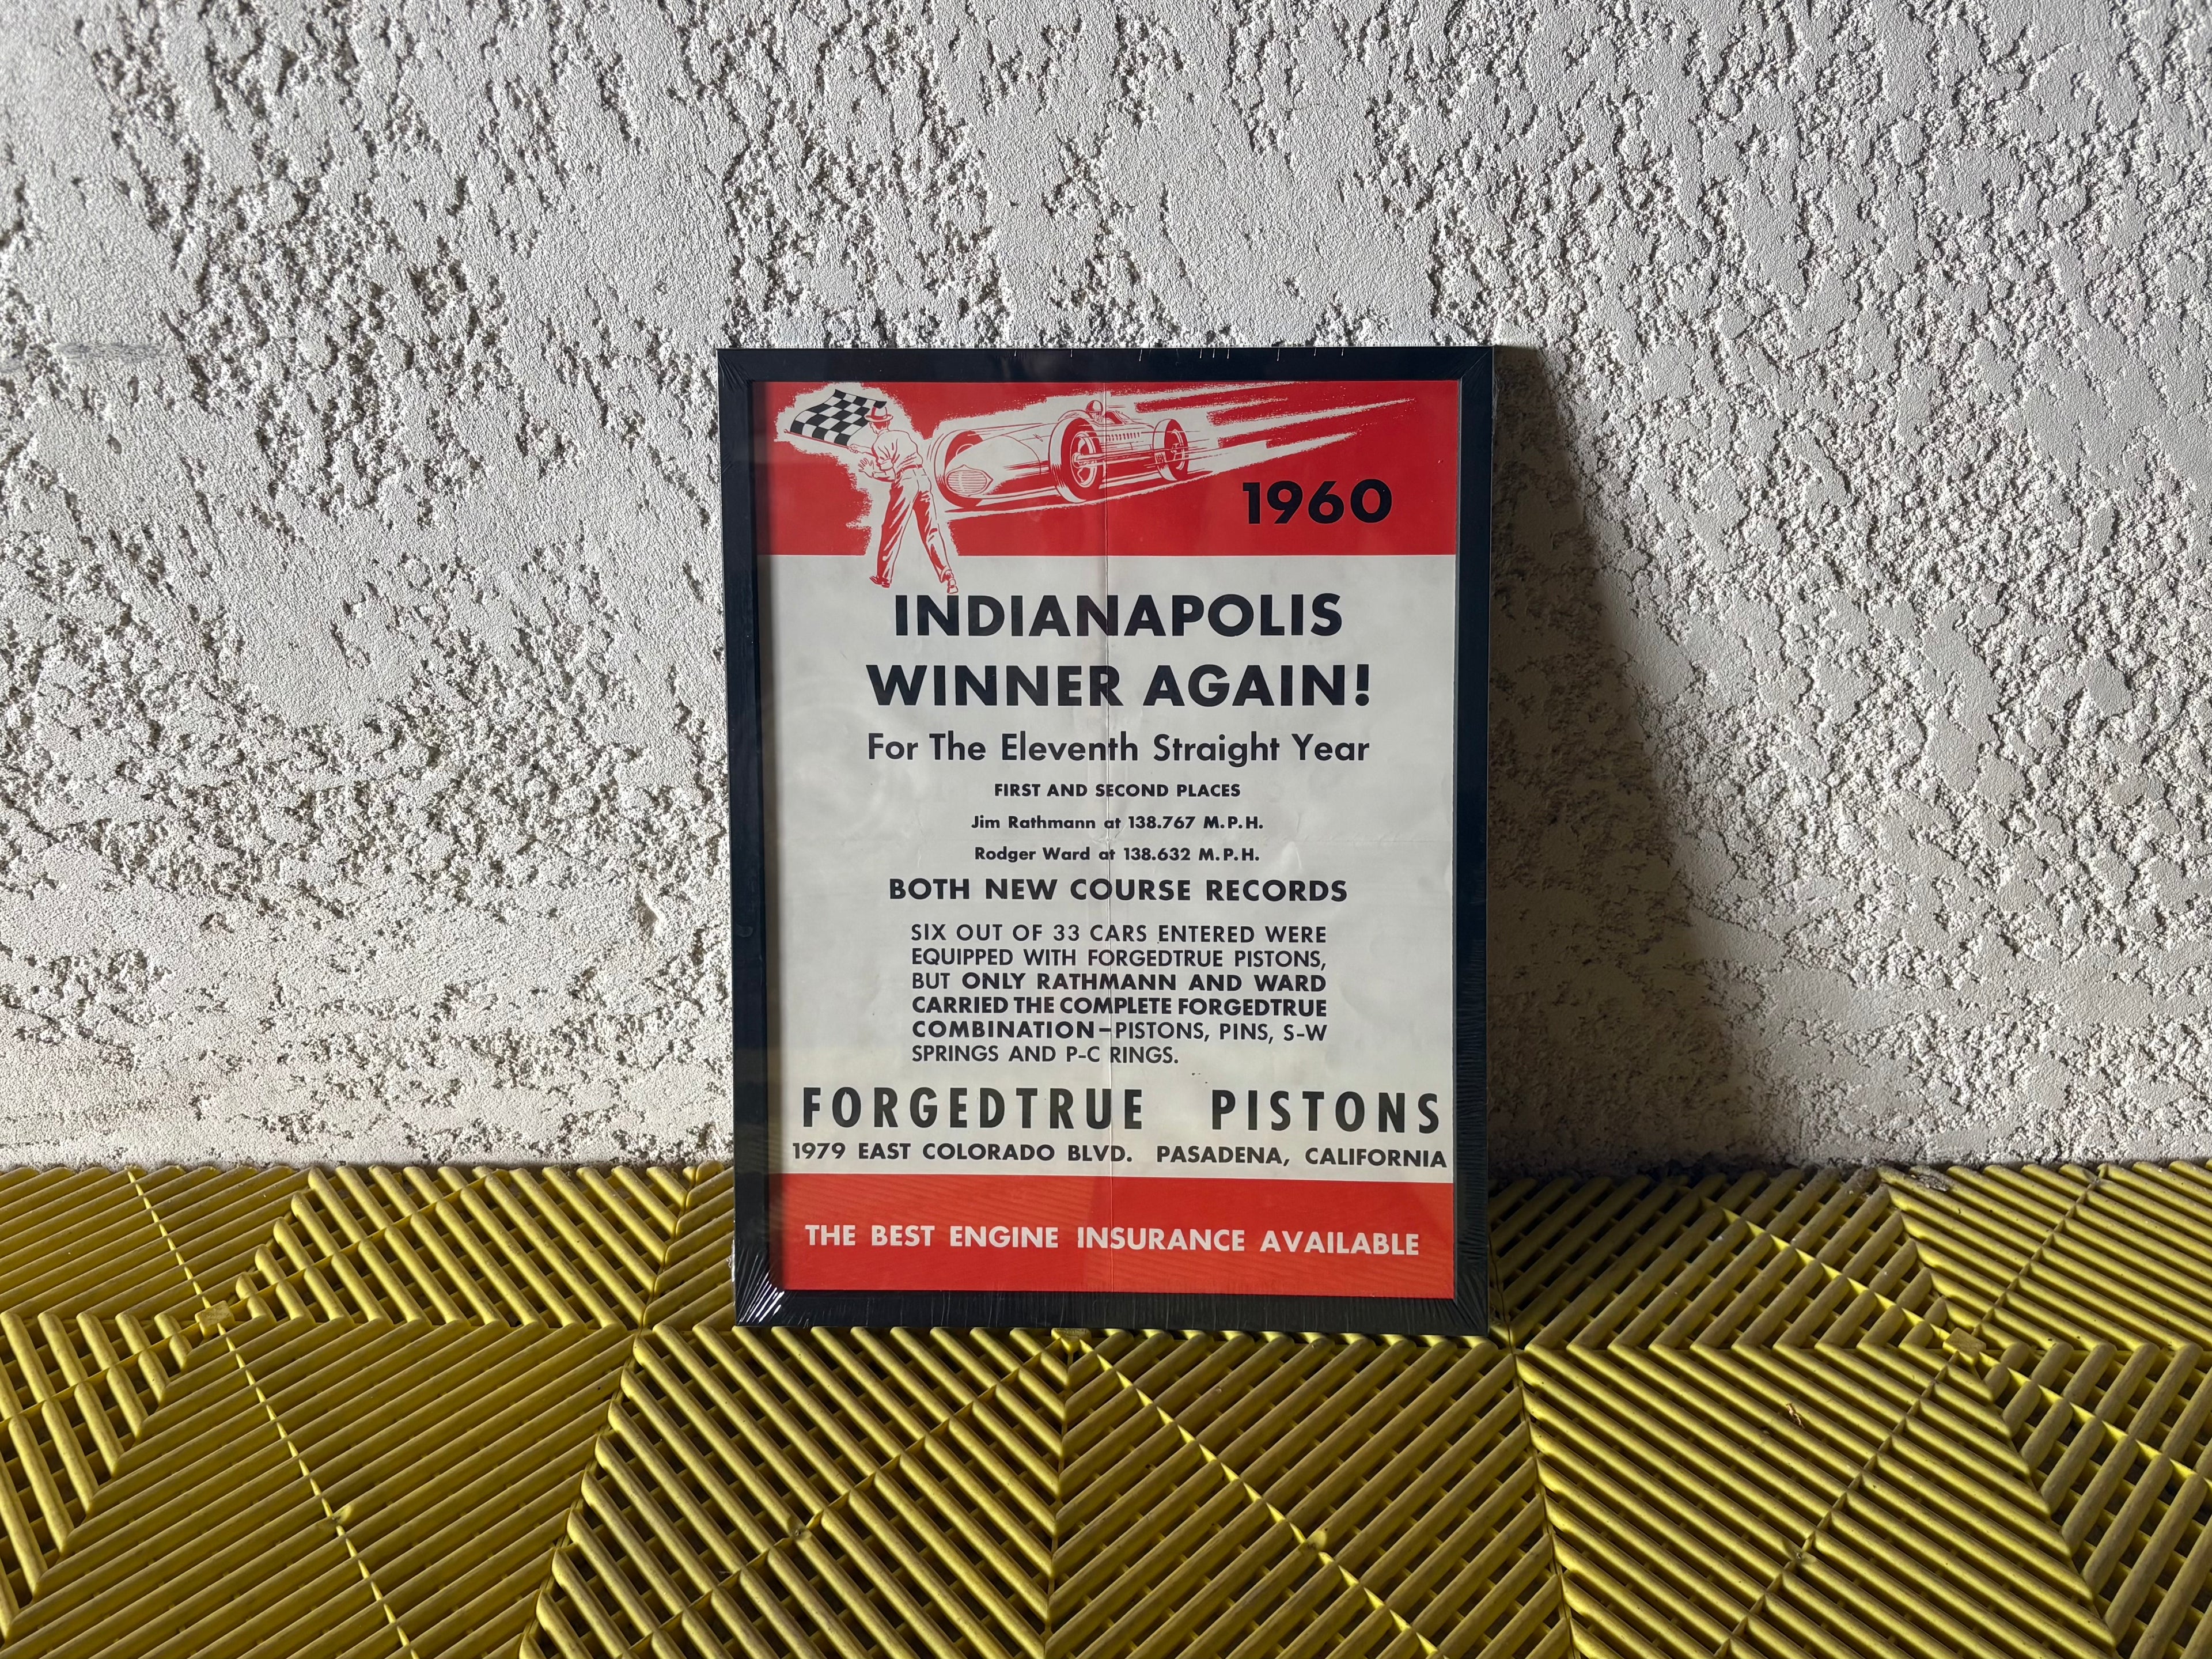 1960
INDIANAPOLIS
WINNER AGAIN!
For The Eleventh Straight Year
FIRST AND SECOND PLACES
Jim Rathmann at 138.767 M.P.H.
Rodger Ward at 138.632 M.P.H.
BOTH NEW COURSE RECORDS
SIX OUT OF 33 CARS ENTERED WERE
EQUIPPED WITH FORGEDTRUE PISTONS,
BUT ONLY RATHMANN AND WARD
CARRIED THE COMPLETE FORGEDTRUE
COMBINATION—PISTONS, PINS, S-W
SPRINGS AND P-C RINGS.
FORGEDTRUE PISTONS
1979 EAST COLORADO BLVD. PASADENA, CALIFORNIA
THE BEST ENGINE INSURANCE AVAILABLE